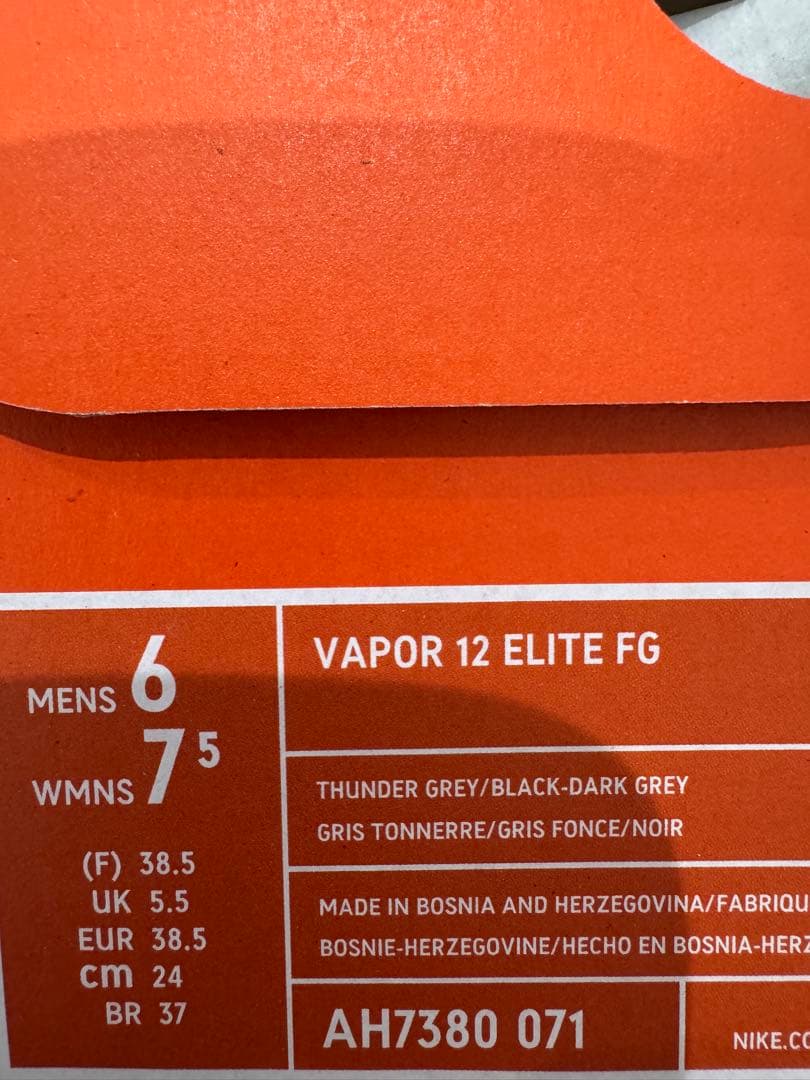 MENS 6
WMNS 7 5
(F) 38.5
UK 5.5
EUR 38.5
cm 24
BR 37
VAPOR 12 ELITE FG
THUNDER GREY/BLACK-DARK GREY
GRIS TONNERRE/GRIS FONCE/NOIR
MADE IN BOSNIA AND HERZEGOVINA/FABRIQU
BOSNIE-HERZEGOVINE/HECHO EN BOSNIA-HERZ
AH7380 071
NIKE.CO